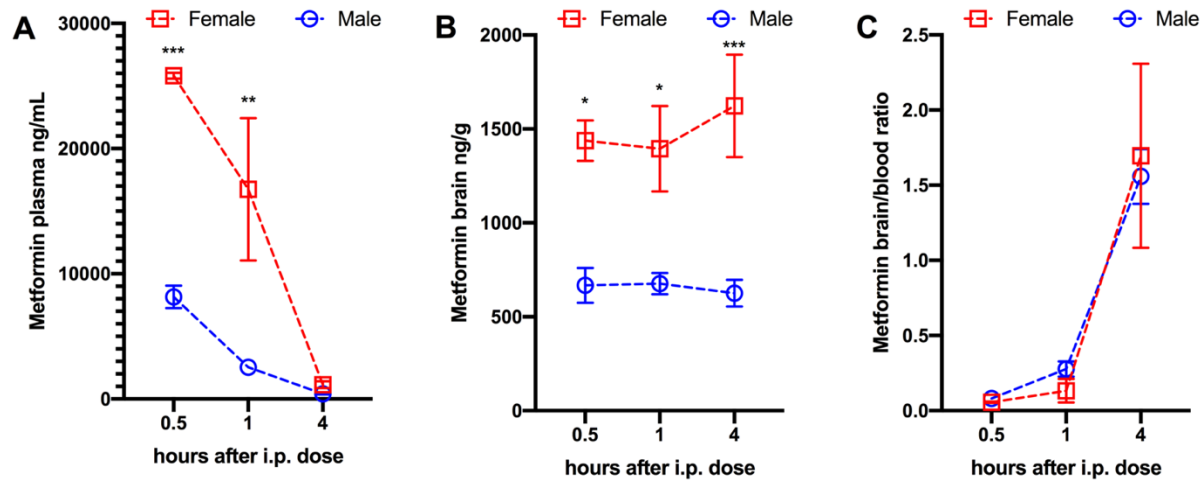 A
Female
Male
Metformin plasma ng/mL
30000
20000
10000
0
***
**
0.5
1
4
hours after i.p. dose
B
Female
Male
Metformin brain ng/g
2000
1500
1000
500
0
*
*
***
0.5
1
4
hours after i.p. dose
C
Female
Male
Metformin brain/blood ratio
2.5
2.0
1.5
1.0
0.5
0.0
0.5
1
4
hours after i.p. dose